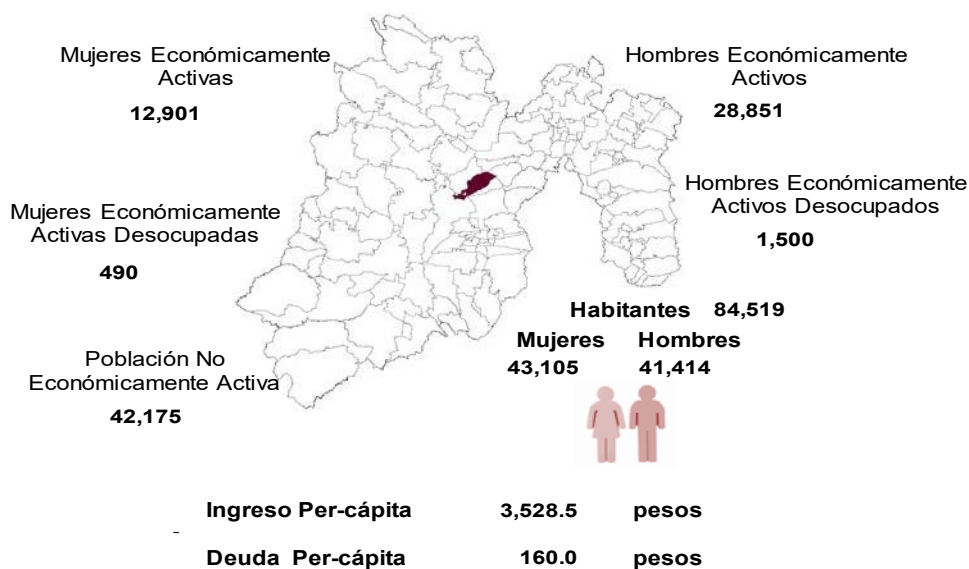 Mujeres Económicamente
Activas
12,901
Hombres Económicamente
Activos
28,851
Mujeres Económicamente
Activas Desocupadas
490
Hombres Económicamente
Activos Desocupados
1,500
Habitantes 84,519
Mujeres Hombres
43,105 41,414
Población No
Económicamente Activa
42,175
Ingreso Per-cápita 3,528.5 pesos
-
Deuda Per-cápita 160.0 pesos